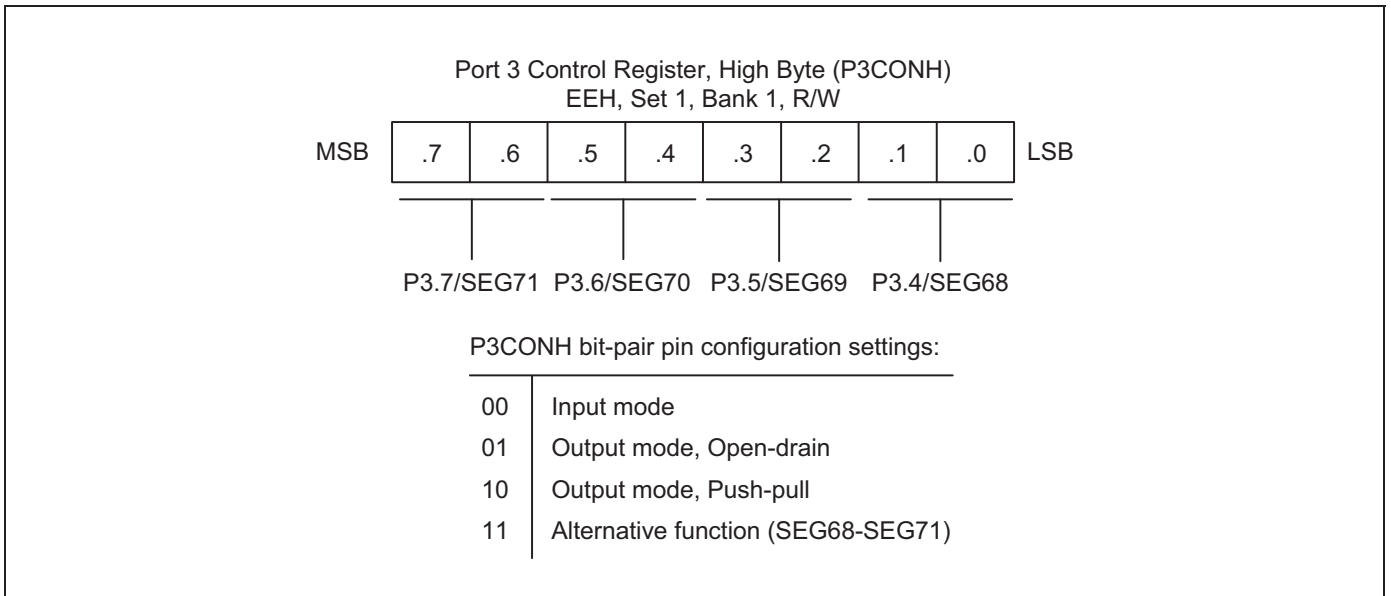 Port 3 Control Register, High Byte (P3CONH)
EEH, Set 1, Bank 1, R/W
MSB .7 .6 .5 .4 .3 .2 .1 .0 LSB
P3.7/SEG71 P3.6/SEG70 P3.5/SEG69 P3.4/SEG68
P3CONH bit-pair pin configuration settings:
00 Input mode
01 Output mode, Open-drain
10 Output mode, Push-pull
11 Alternative function (SEG68-SEG71)